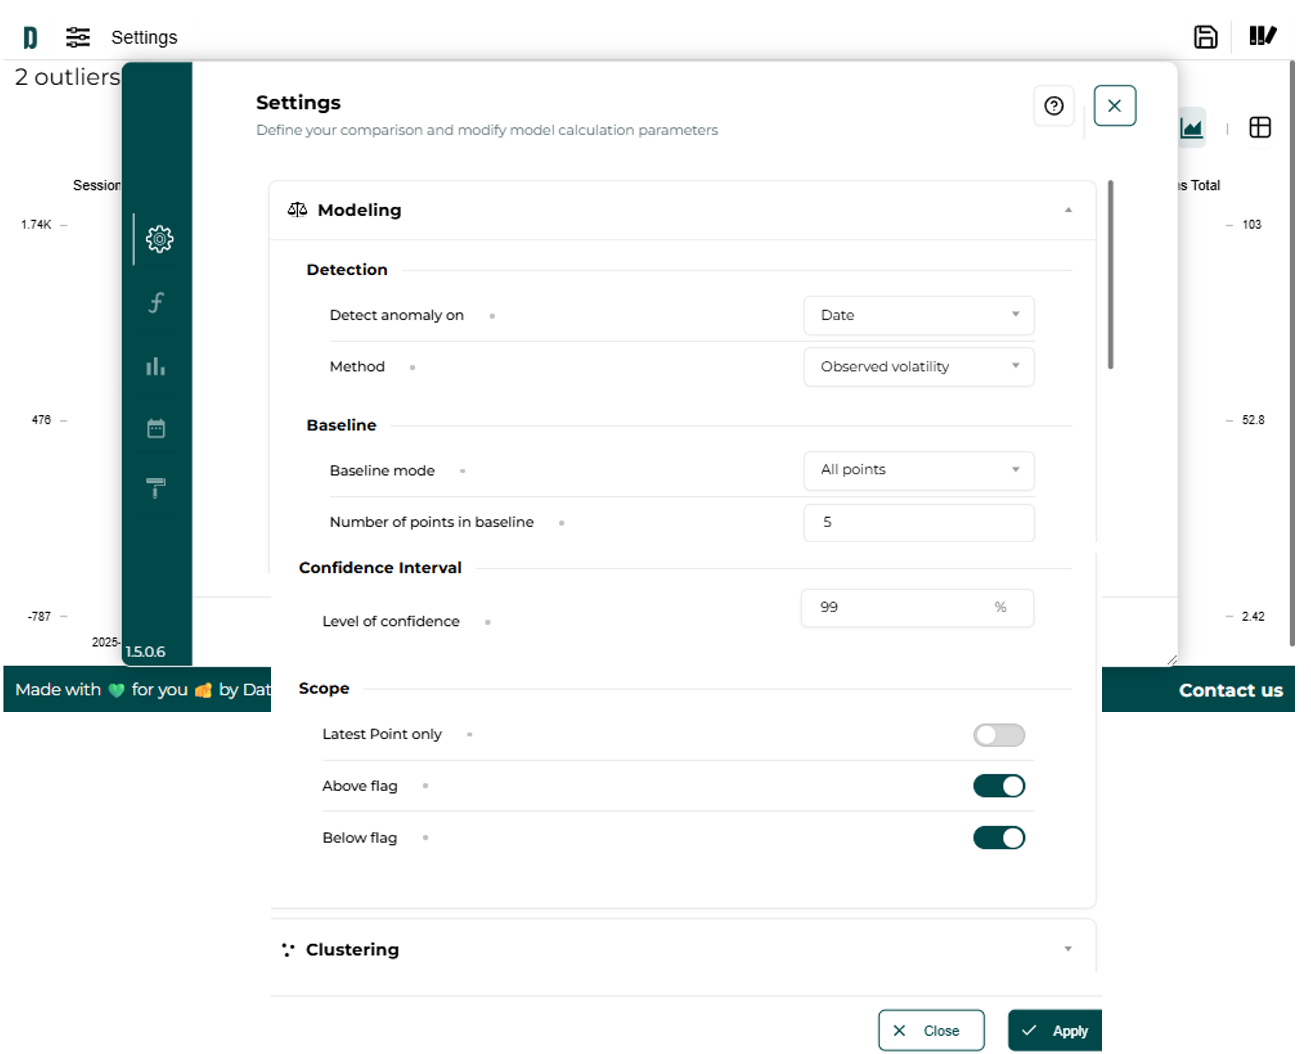 Settings
2 outliers
Settings
Define your comparison and modify model calculation parameters
Session
ns Total
1.74K
103
Modeling
Detection
Detect anomaly on
Date
Method
Observed volatility
476
52.8
Baseline
Baseline mode
All points
Number of points in baseline
5
Confidence Interval
Level of confidence
99 %
-787
2.42
2025-
1.5.0.6
Made with 💚 for you by Dat
Contact us
Scope
Latest Point only
Above flag
Below flag
Clustering
Close
Apply